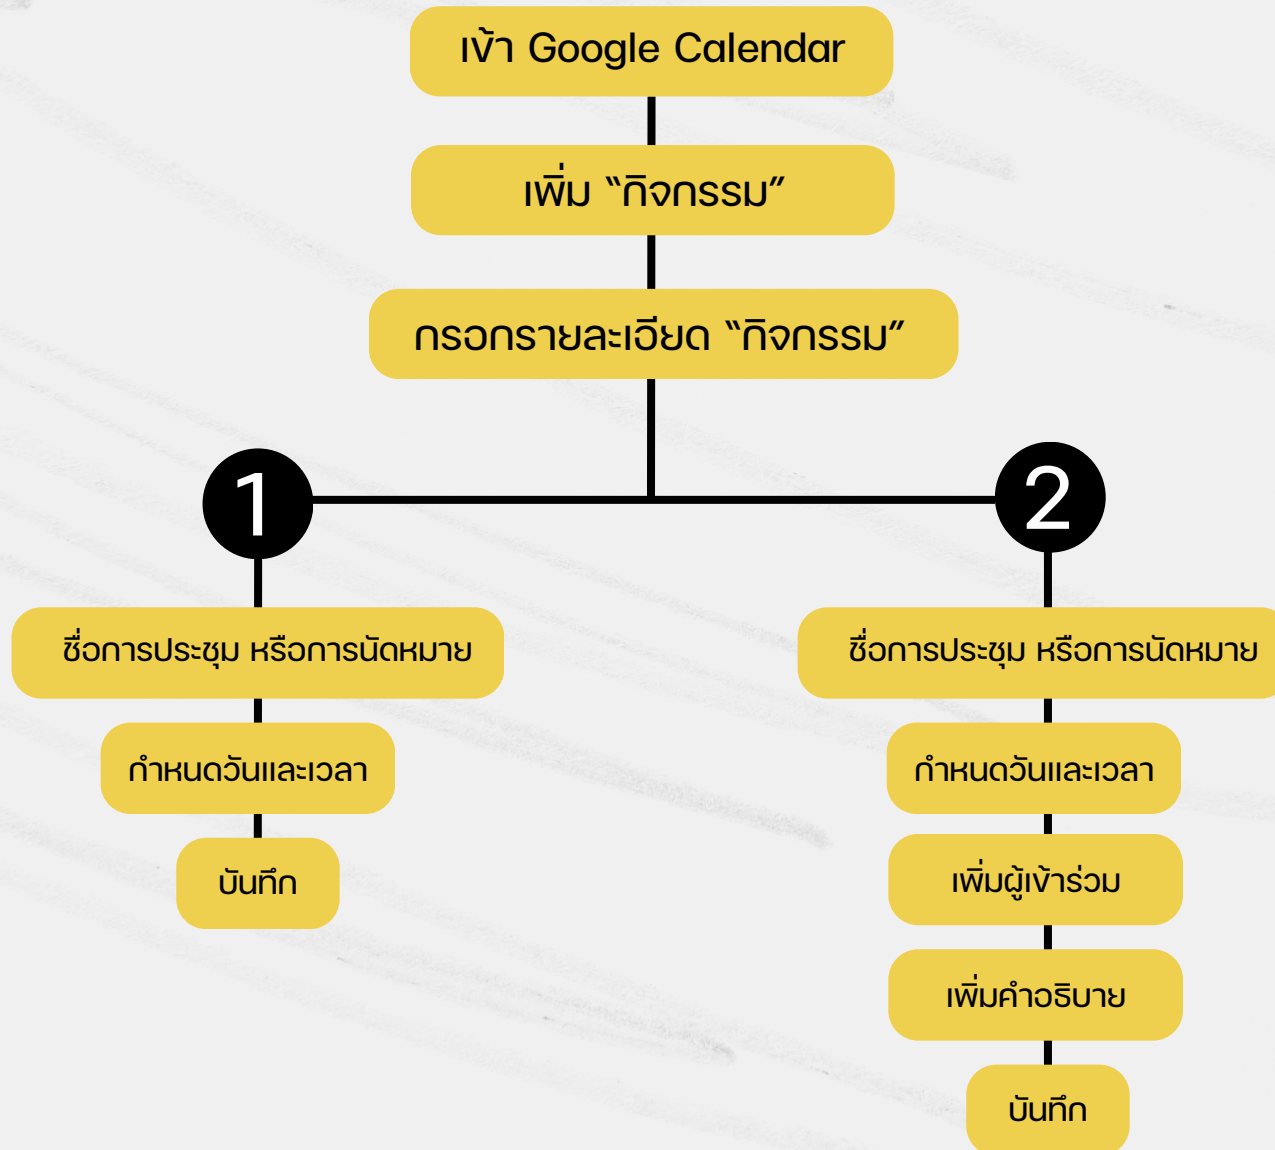 เข้า Google Calendar
เพิ่ม “กิจกรรม”
กรอกรายละเอียด “กิจกรรม”
1
ชื่อการประชุม หรือการนัดหมาย
กำหนดวันและเวลา
บันทึก
2
ชื่อการประชุม หรือการนัดหมาย
กำหนดวันและเวลา
เพิ่มผู้เข้าร่วม
เพิ่มคำอธิบาย
บันทึก